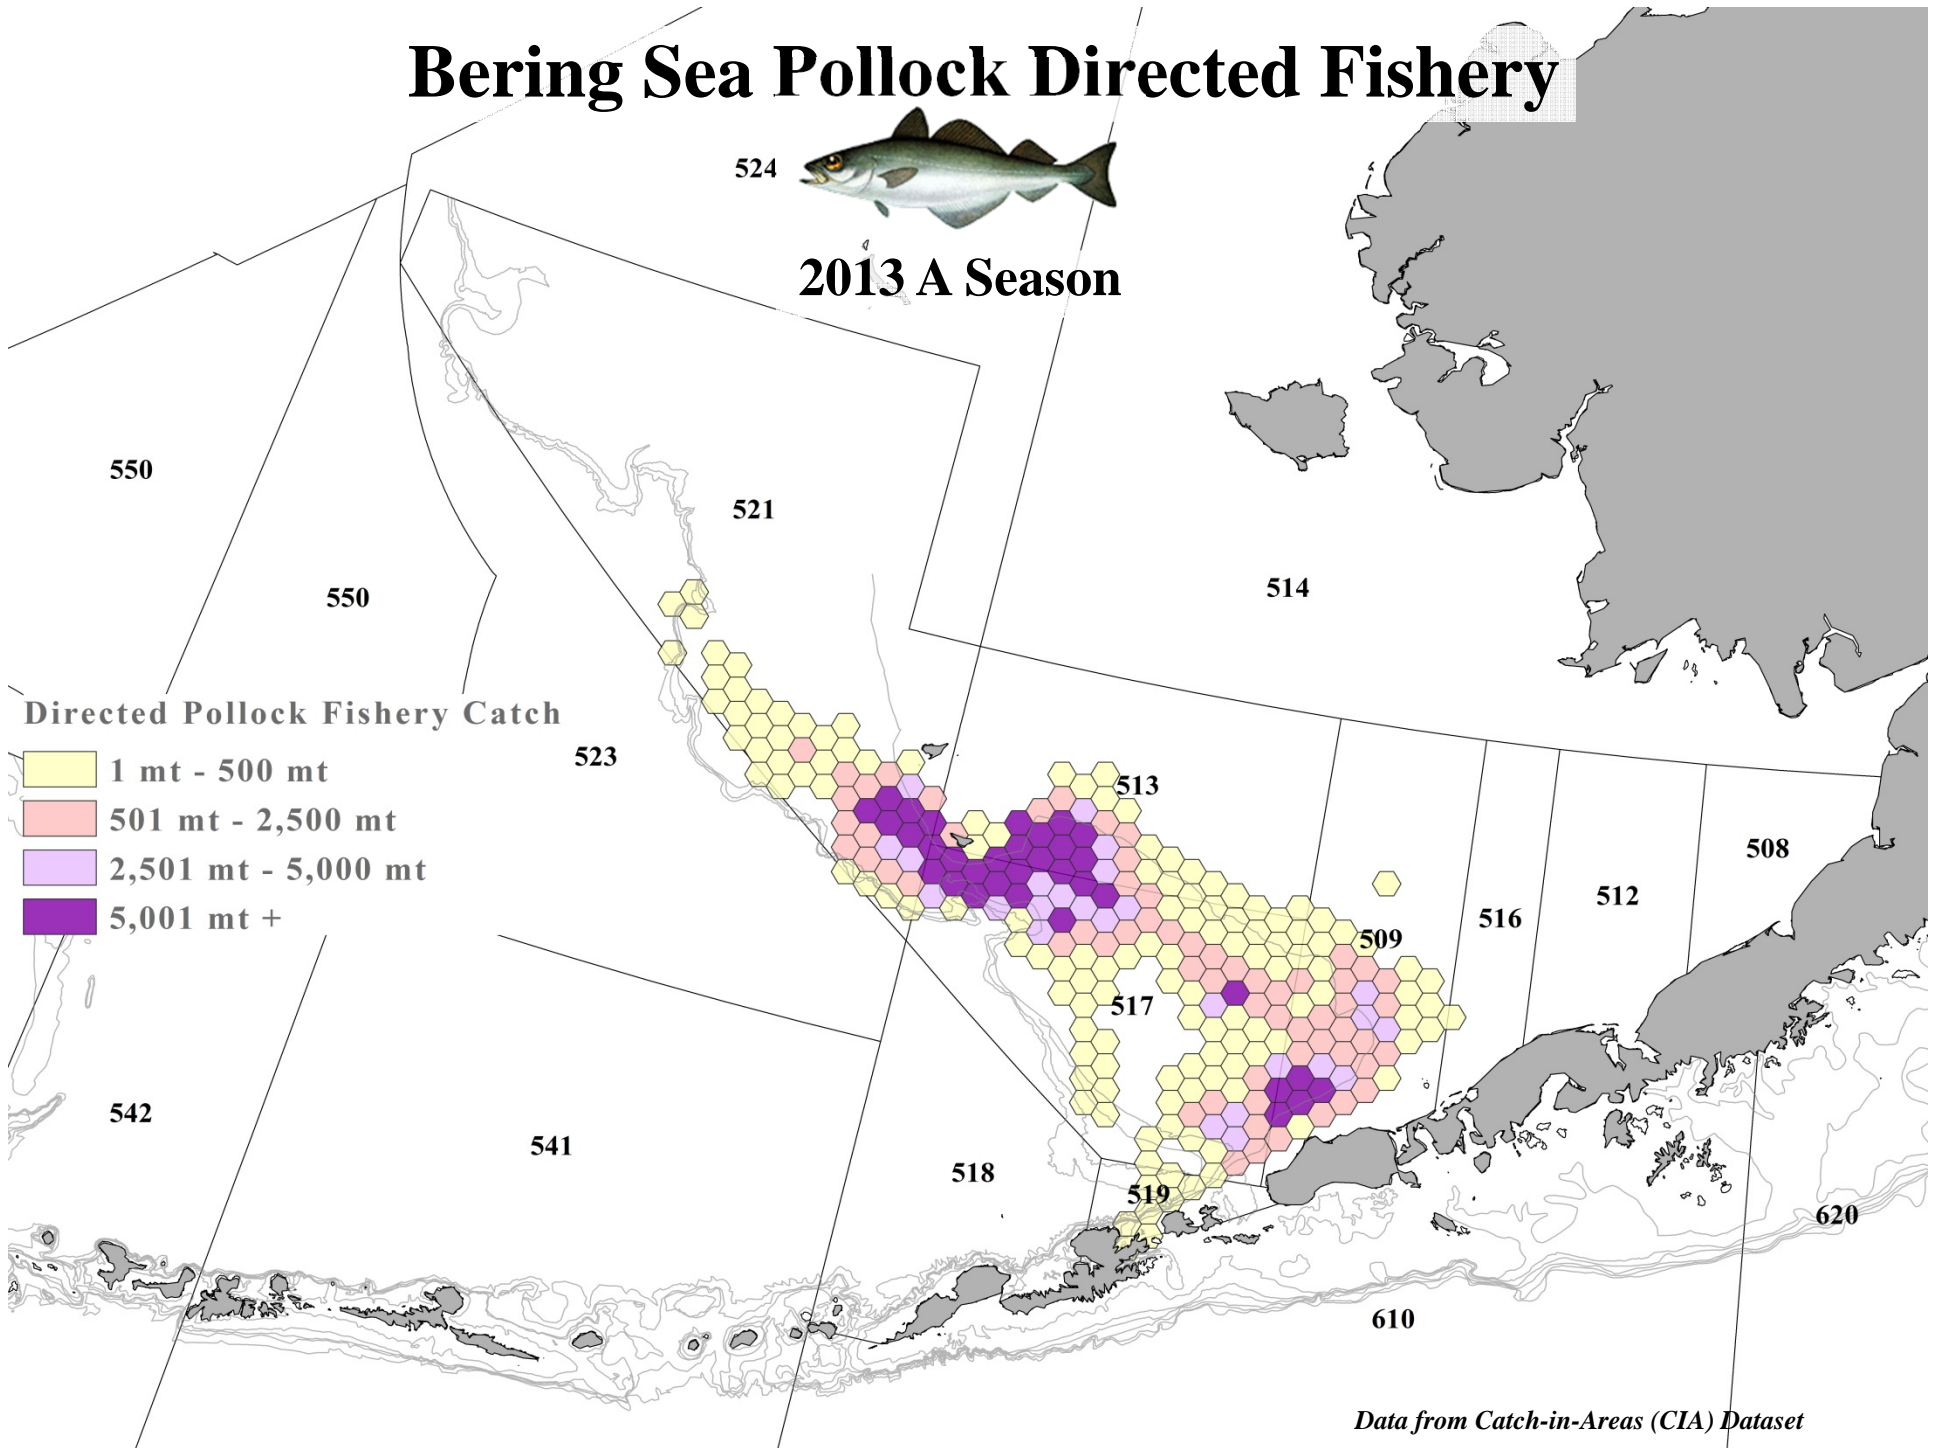 Bering Sea Pollock Directed Fishery
524
2013 A Season
550
521
550
514
Directed Pollock Fishery Catch
1 mt - 500 mt
501 mt - 2,500 mt
2,501 mt - 5,000 mt
5,001 mt +
523
513
508
512
516
509
517
542
541
518
519
620
610
Data from Catch-in-Areas (CIA) Dataset